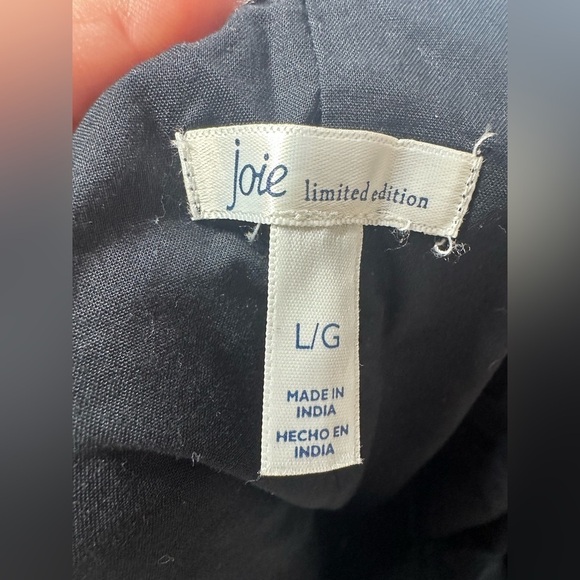 joie limited edition
L/G
MADE IN
INDIA
HECHO EN
INDIA